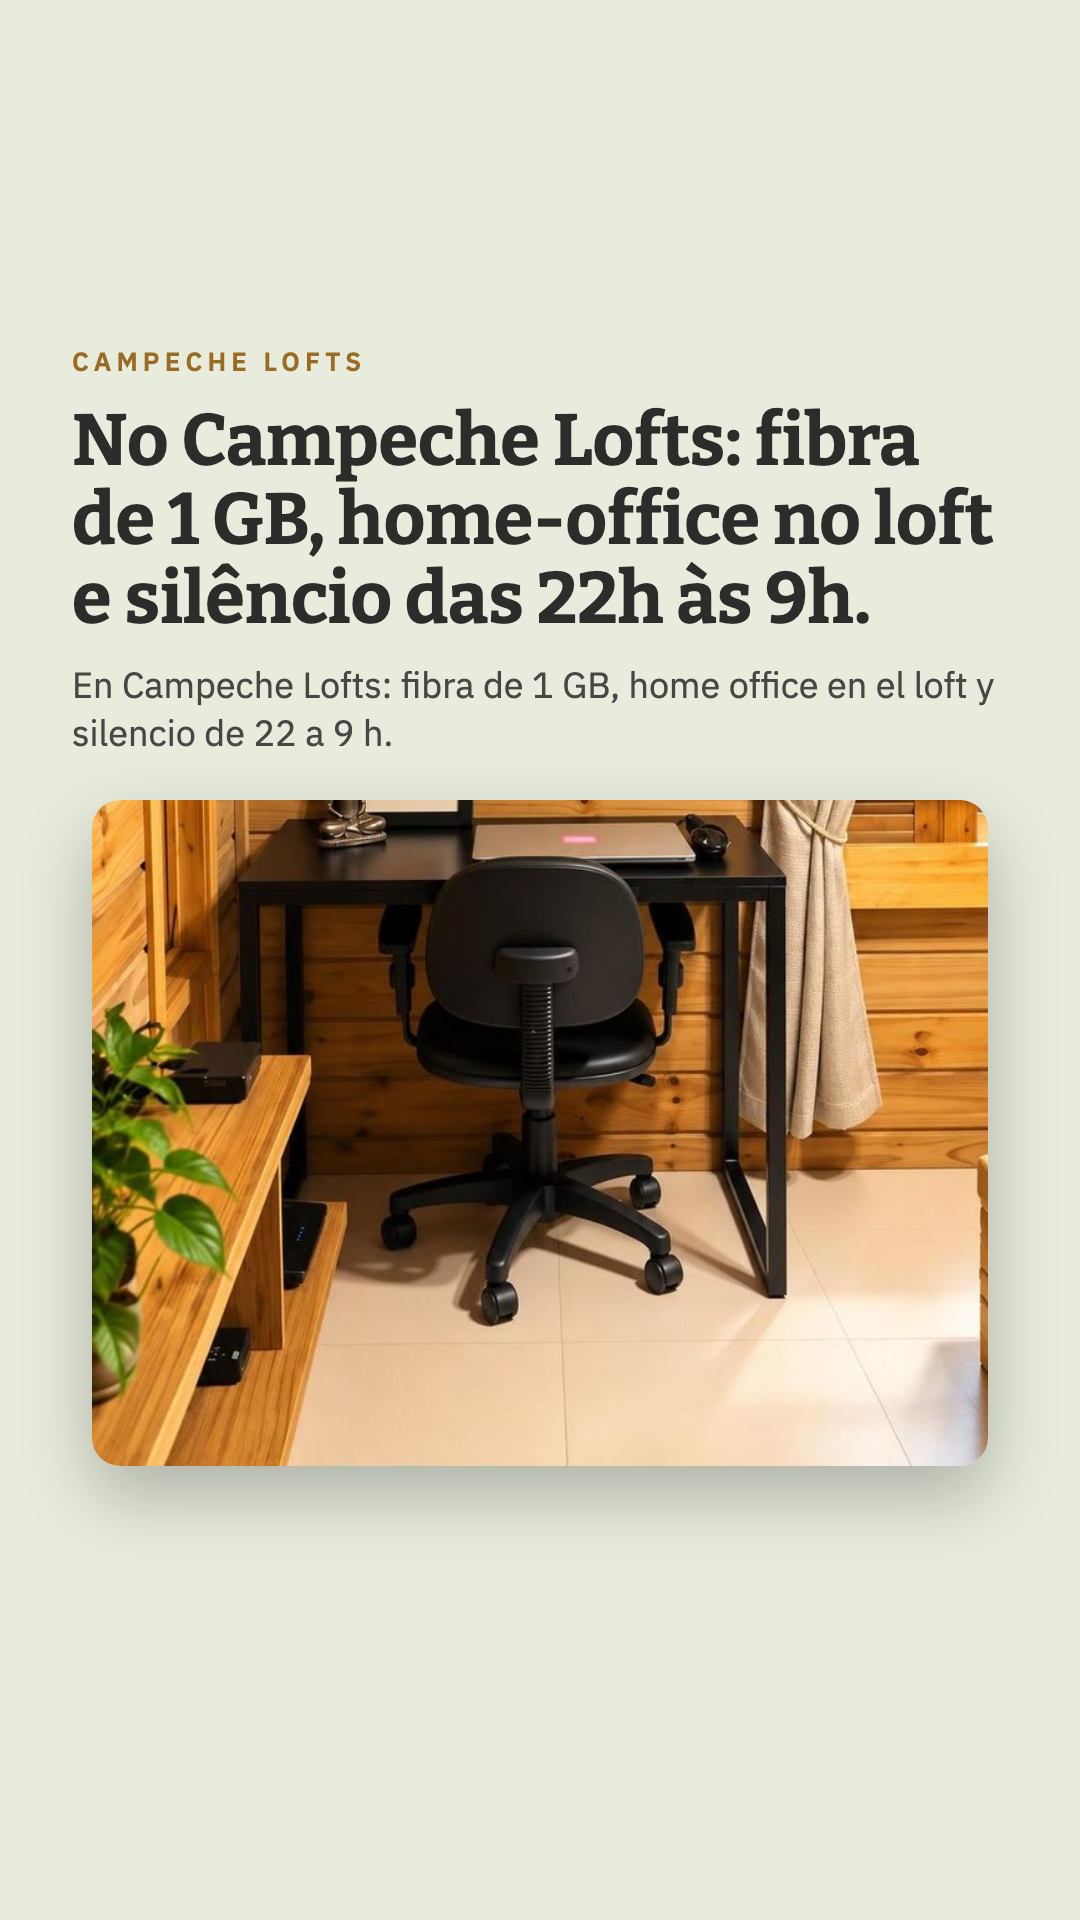 CAMPECHE LOFTS
No Campeche Lofts: fibra
de 1 GB, home-office no loft
e silêncio das 22h às 9h.
En Campeche Lofts: fibra de 1 GB, home office en el loft y
silencio de 22 a 9 h.